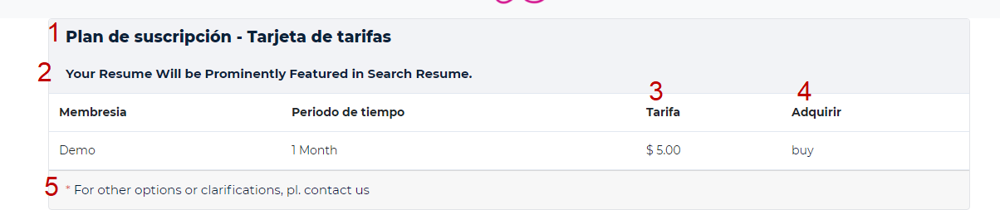 1 Plan de suscripción - Tarjeta de tarifas
2 Your Resume Will be Prominently Featured in Search Resume.
3 4
Membresia Periodo de tiempo Tarifa Adquirir
Demo 1 Month $ 5.00 buy
5 * For other options or clarifications, pl. contact us